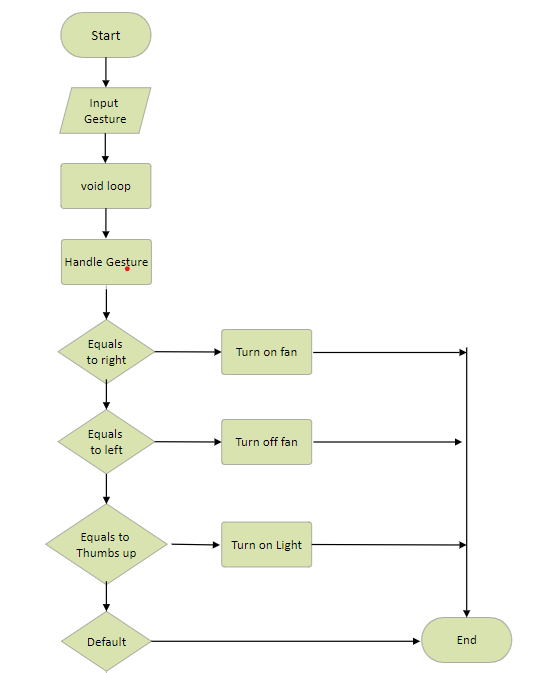 Start
Input
Gesture
void loop
Handle Gesture
Equals
to right
Turn on fan
Equals
to left
Turn off fan
Equals to
Thumbs up
Turn on Light
Default
End